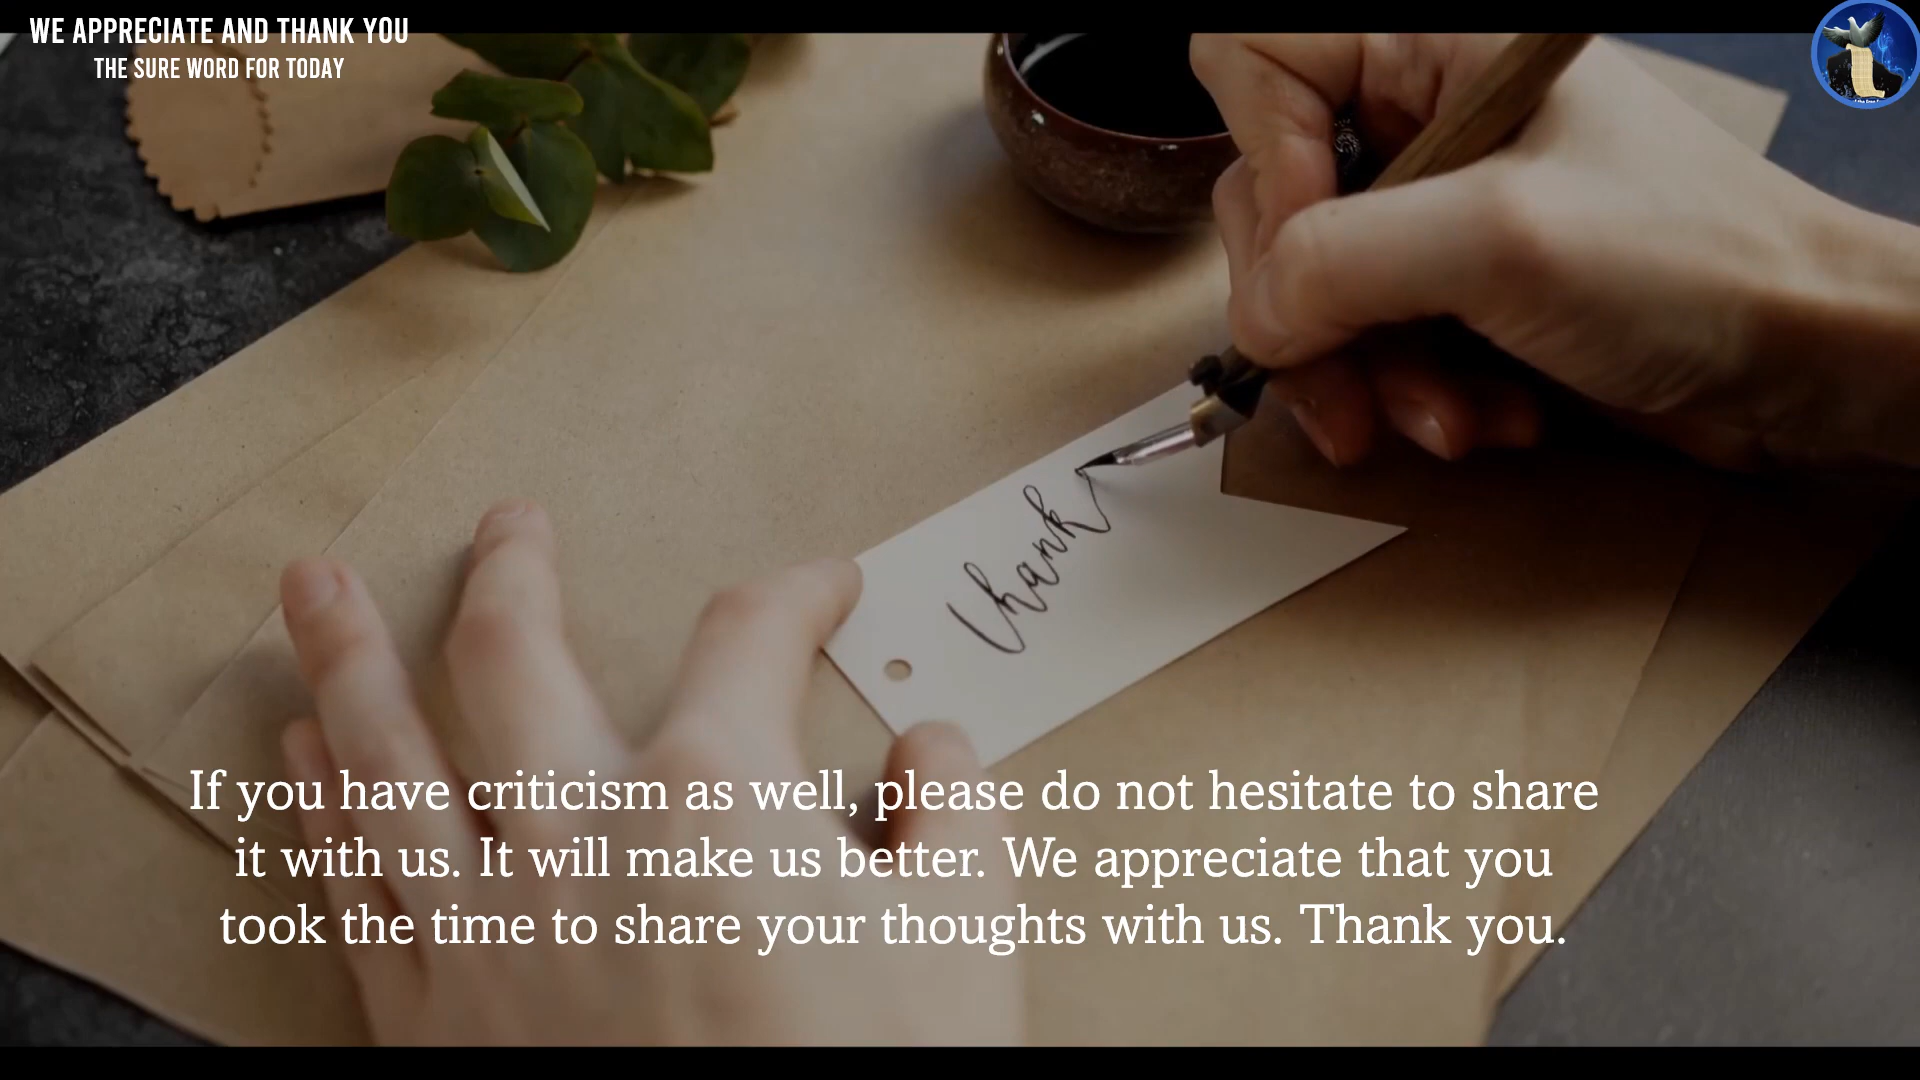 WE APPRECIATE AND THANK YOU
THE SURE WORD FOR TODAY
thank
If you have criticism as well, please do not hesitate to share
it with us. It will make us better. We appreciate that you
took the time to share your thoughts with us. Thank you.